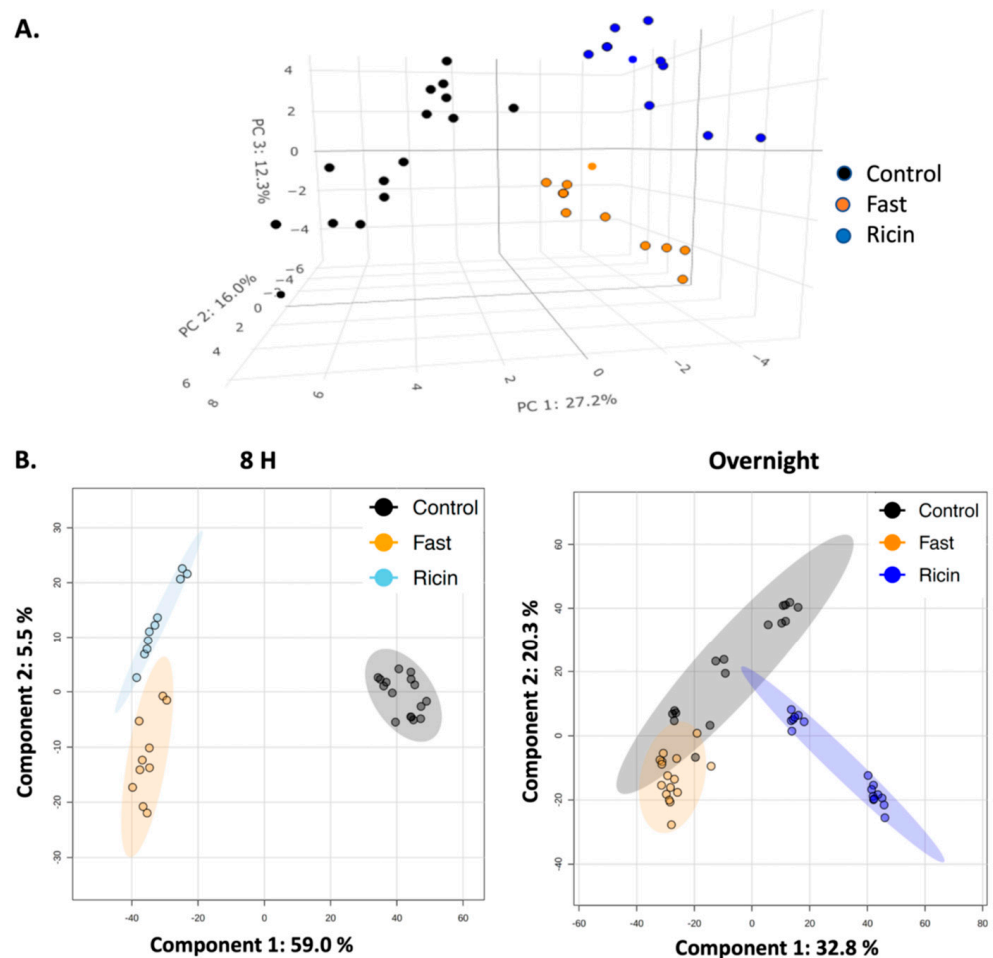 A.
4
2
0
−2
−4
PC 3: 12.3%
−6
−4
−2
0
2
4
6
PC 2: 16.0%
8
6
4
2
0
−2
−4
PC 1: 27.2%
Control
Fast
Ricin
B.
8 H
Control
Fast
Ricin
30
20
10
0
-10
-20
-30
Component 2: 5.5 %
-40
-20
0
20
40
60
Component 1: 59.0 %
Overnight
Control
Fast
Ricin
60
40
20
0
-20
-40
Component 2: 20.3 %
-60
-40
-20
0
20
40
60
80
Component 1: 32.8 %